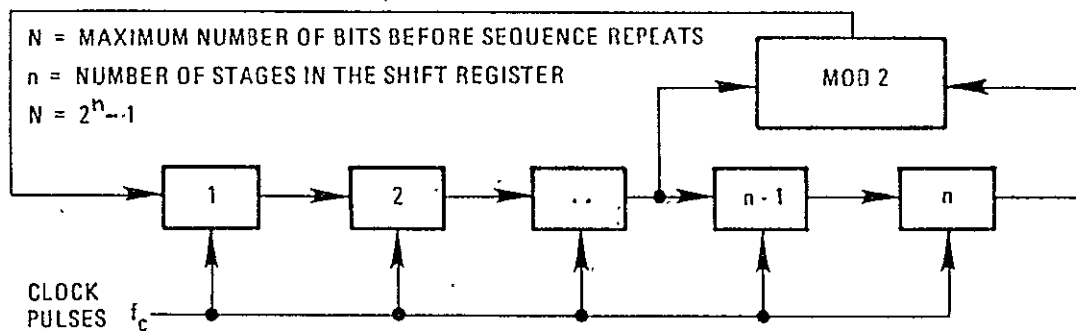 N = MAXIMUM NUMBER OF BITS BEFORE SEQUENCE REPEATS
n = NUMBER OF STAGES IN THE SHIFT REGISTER
N = 2ⁿ-1
MOD 2
1
2
..
n-1
n
CLOCK
PULSES f_c